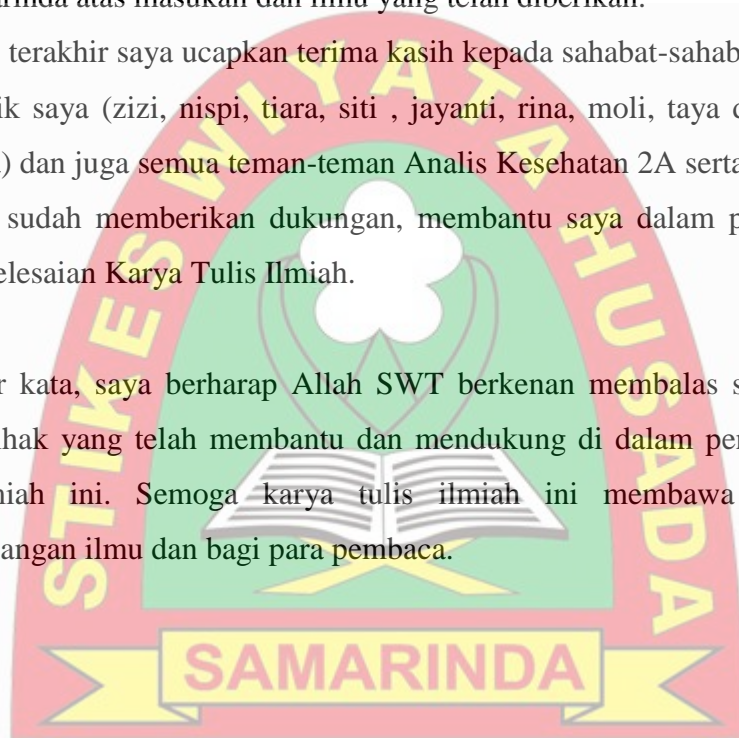 arinda atas masukan dan ilmu yang telah diberikan.
terakhir saya ucapkan terima kasih kepada sahabat-sahab
ik saya (zizi, nispi, tiara, siti , jayanti, rina, moli, taya
) dan juga semua teman-teman Analis Kesehatan 2A serta
sudah memberikan dukungan, membantu saya dalam p
elesaian Karya Tulis Ilmiah.
r kata, saya berharap Allah SWT berkenan membalas s
ihak yang telah membantu dan mendukung di dalam per
niah ini. Semoga karya tulis ilmiah ini membawa
angan ilmu dan bagi para pembaca.
STIKES WIYATA HUSADA
SAMARINDA